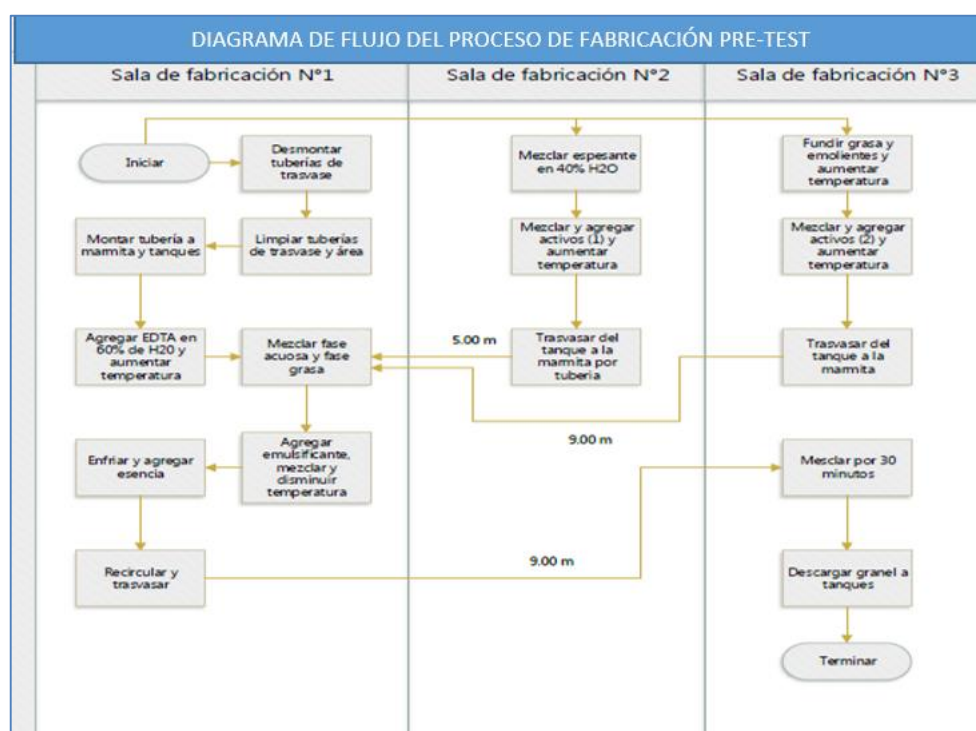 DIAGRAMA DE FLUJO DEL PROCESO DE FABRICACIÓN PRE-TEST
Sala de fabricación N°1
Sala de fabricación N°2
Sala de fabricación N°3
Iniciar
Desmontar
tuberías de
trasvase
Mezclar espesante
en 40% H2O
Fundir grasa y
emolientes y
aumentar
temperatura
Montar tubería a
marmita y tanques
Limpiar tuberías
de trasvase y área
Mezclar y agregar
activos (1) y
aumentar
temperatura
Mezclar y agregar
activos (2) y
aumentar
temperatura
Agregar EDTA en
60% de H20 y
aumentar
temperatura
Mezclar fase
acuosa y fase
grasa
5.00 m
Trasvasar del
tanque a la
marmita por
tuberia
Trasvasar del
tanque a la
marmita
9.00 m
Enfriar y agregar
esencia
Agregar
emulsificante,
mezclar y
disminuir
temperatura
Mesclar por 30
minutos
Recircular y
trasvasar
9.00 m
Descargar granel a
tanques
Terminar